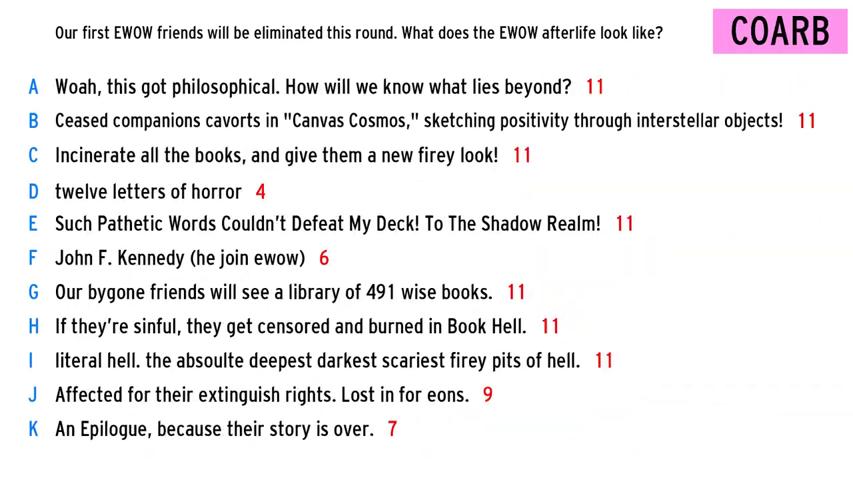 Our first EWOW friends will be eliminated this round. What does the EWOW afterlife look like?
COARB
A Woah, this got philosophical. How will we know what lies beyond? 11
B Ceased companions cavorts in "Canvas Cosmos," sketching positivity through interstellar objects! 11
C Incinerate all the books, and give them a new firey look! 11
D twelve letters of horror 4
E Such Pathetic Words Couldn't Defeat My Deck! To The Shadow Realm! 11
F John F. Kennedy (he join ewow) 6
G Our bygone friends will see a library of 491 wise books. 11
H If they're sinful, they get censored and burned in Book Hell. 11
I literal hell. the absoulte deepest darkest scariest firey pits of hell. 11
J Affected for their extinguish rights. Lost in for eons. 9
K An Epilogue, because their story is over. 7